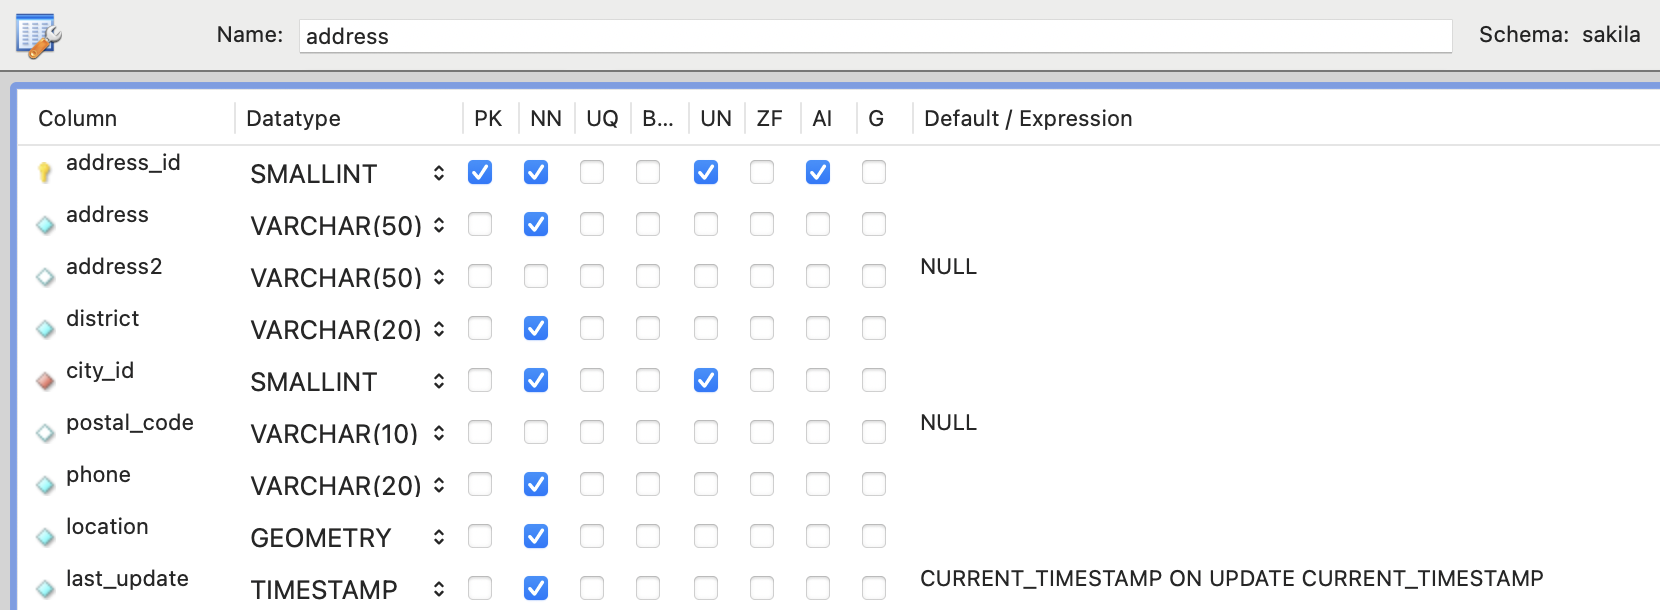 Name: address Schema: sakila
Column Datatype PK NN UQ B... UN ZF AI G Default / Expression
address_id SMALLINT
address VARCHAR(50)
address2 VARCHAR(50) NULL
district VARCHAR(20)
city_id SMALLINT
postal_code VARCHAR(10) NULL
phone VARCHAR(20)
location GEOMETRY
last_update TIMESTAMP CURRENT_TIMESTAMP ON UPDATE CURRENT_TIMESTAMP